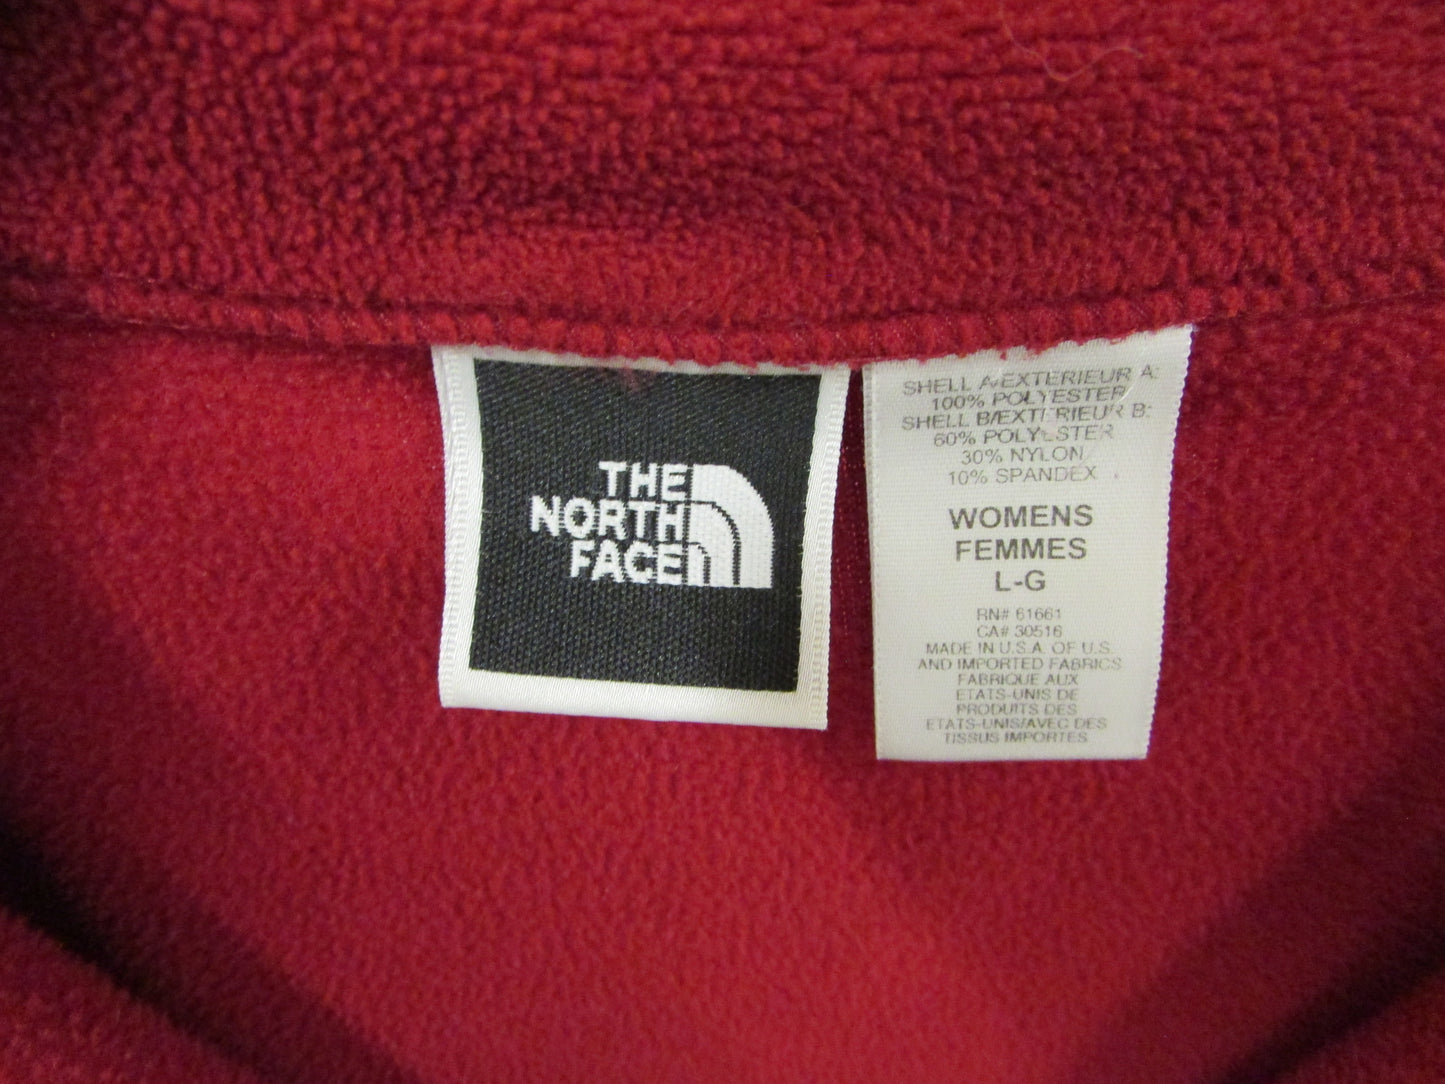 THE
NORTH
FACE
SHELL A/EXTERIEUR A:
100% POLYESTER
SHELL B/EXTERIEUR B:
60% POLYESTER
30% NYLON
10% SPANDEX
WOMENS
FEMMES
L-G
RN# 61661
CA# 30516
MADE IN U.S.A. OF U.S.
AND IMPORTED FABRICS
FABRIQUE AUX
ETATS-UNIS DE
PRODUITS DES
ETATS-UNIS/AVEC DES
TISSUS IMPORTES